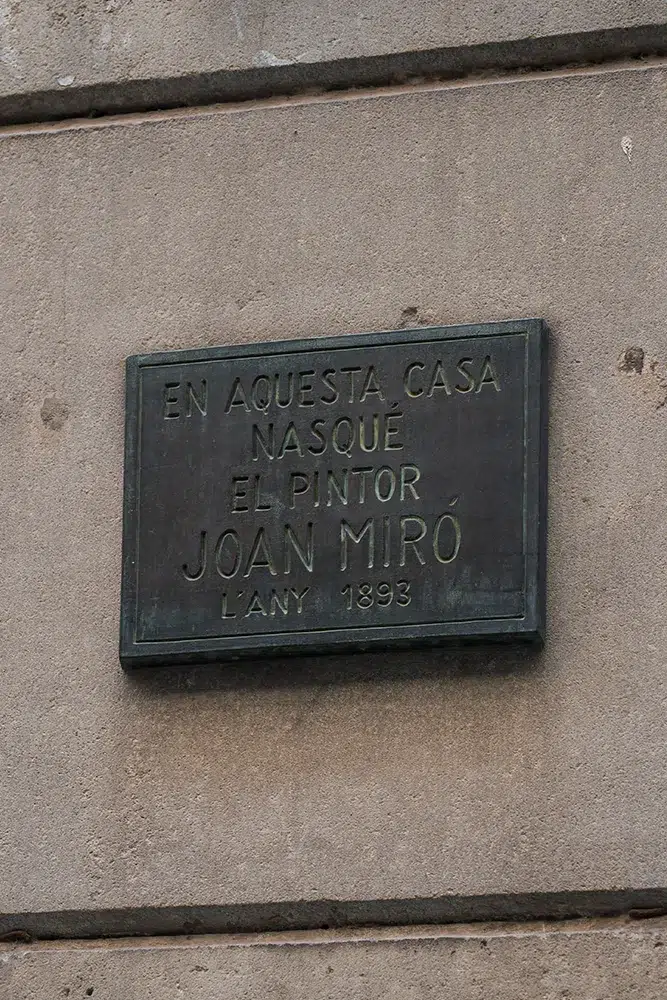 EN AQUESTA CASA
NASQUÉ
EL PINTOR
JOAN MIRÓ
L'ANY 1893